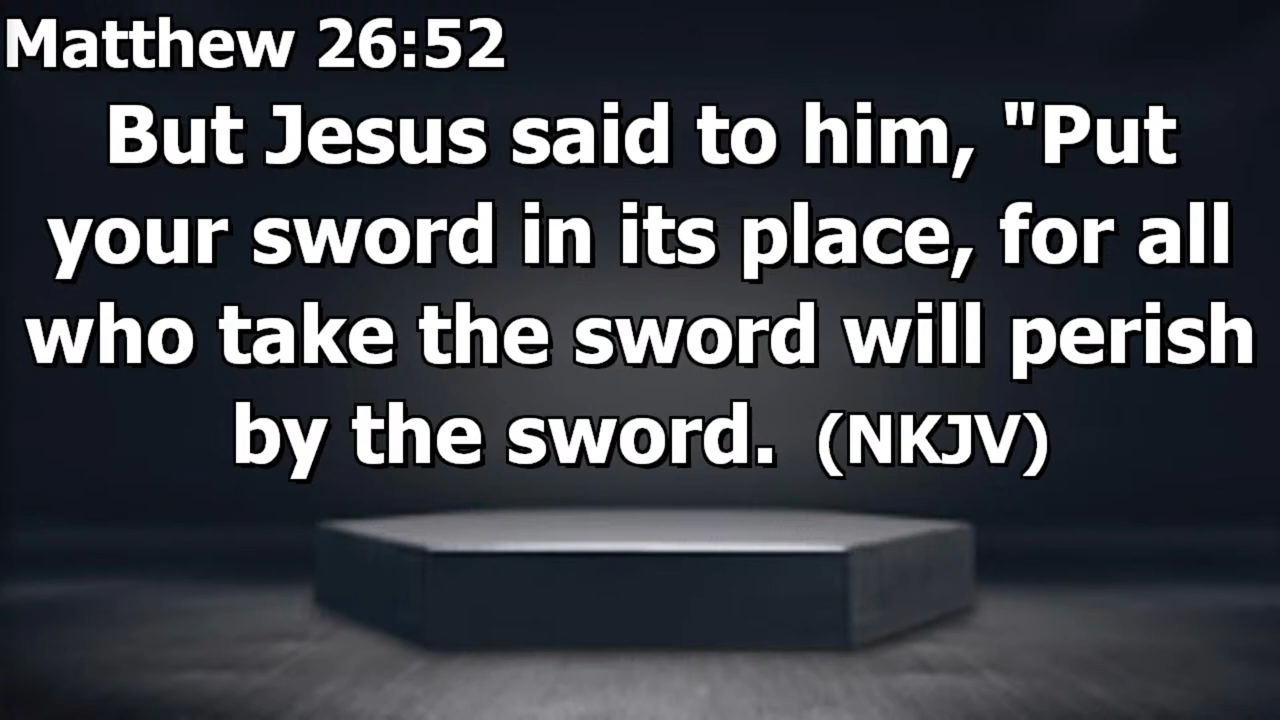 Matthew 26:52
But Jesus said to him, "Put
your sword in its place, for all
who take the sword will perish
by the sword. (NKJV)